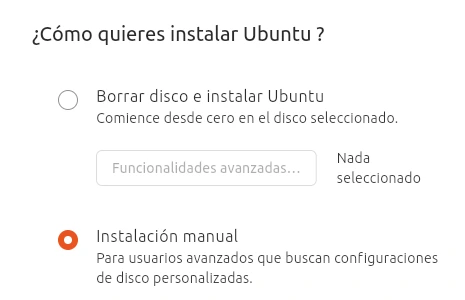 ¿Cómo quieres instalar Ubuntu ?
Borrar disco e instalar Ubuntu
Comience desde cero en el disco seleccionado.
Funcionalidades avanzadas...
Nada
seleccionado
Instalación manual
Para usuarios avanzados que buscan configuraciones
de disco personalizadas.